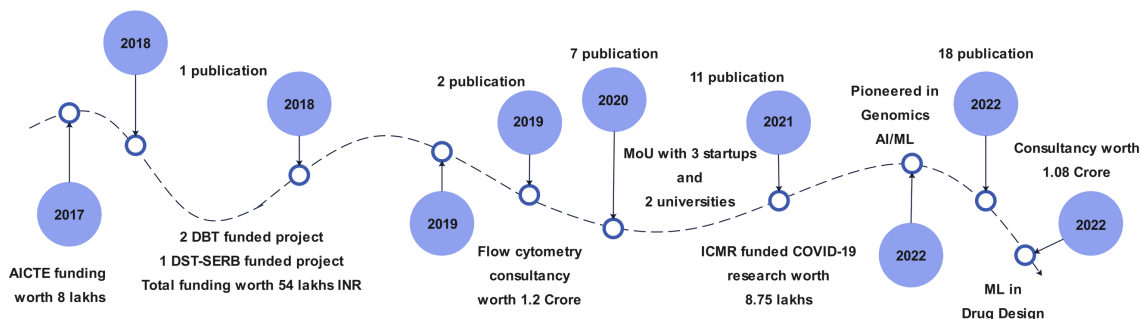 2017
AICTE funding
worth 8 lakhs
2018
1 publication
2018
2 DBT funded project
1 DST-SERB funded project
Total funding worth 54 lakhs INR
2019
2 publication
2019
Flow cytometry
consultancy
worth 1.2 Crore
7 publication
2020
MoU with 3 startups
and
2 universities
11 publication
2021
ICMR funded COVID-19
research worth
8.75 lakhs
Pioneered in
Genomics
AI/ML
2022
18 publication
2022
Consultancy worth
1.08 Crore
2022
ML in
Drug Design